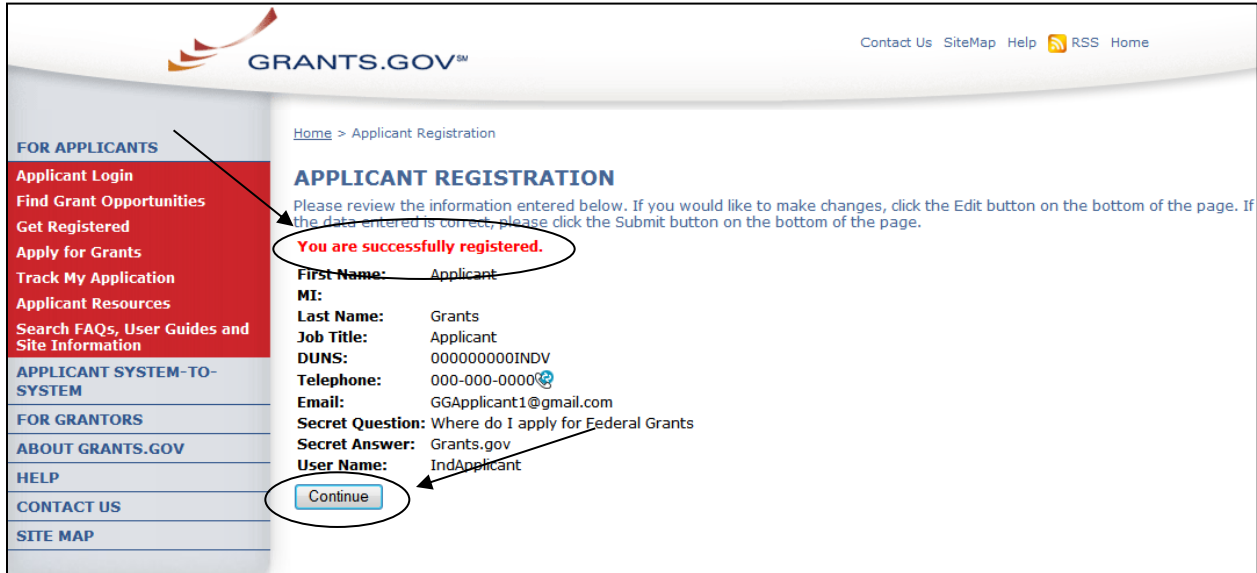 GRANTS.GOV℠
Contact Us SiteMap Help RSS Home
FOR APPLICANTS
Applicant Login
Find Grant Opportunities
Get Registered
Apply for Grants
Track My Application
Applicant Resources
Search FAQs, User Guides and
Site Information
APPLICANT SYSTEM-TO-
SYSTEM
FOR GRANTORS
ABOUT GRANTS.GOV
HELP
CONTACT US
SITE MAP
Home > Applicant Registration
APPLICANT REGISTRATION
Please review the information entered below. If you would like to make changes, click the Edit button on the bottom of the page. If
the data entered is correct, please click the Submit button on the bottom of the page.
You are successfully registered.
First Name: Applicant
MI:
Last Name: Grants
Job Title: Applicant
DUNS: 000000000INDV
Telephone: 000-000-0000
Email: GGApplicant1@gmail.com
Secret Question: Where do I apply for Federal Grants
Secret Answer: Grants.gov
User Name: IndApplicant
Continue